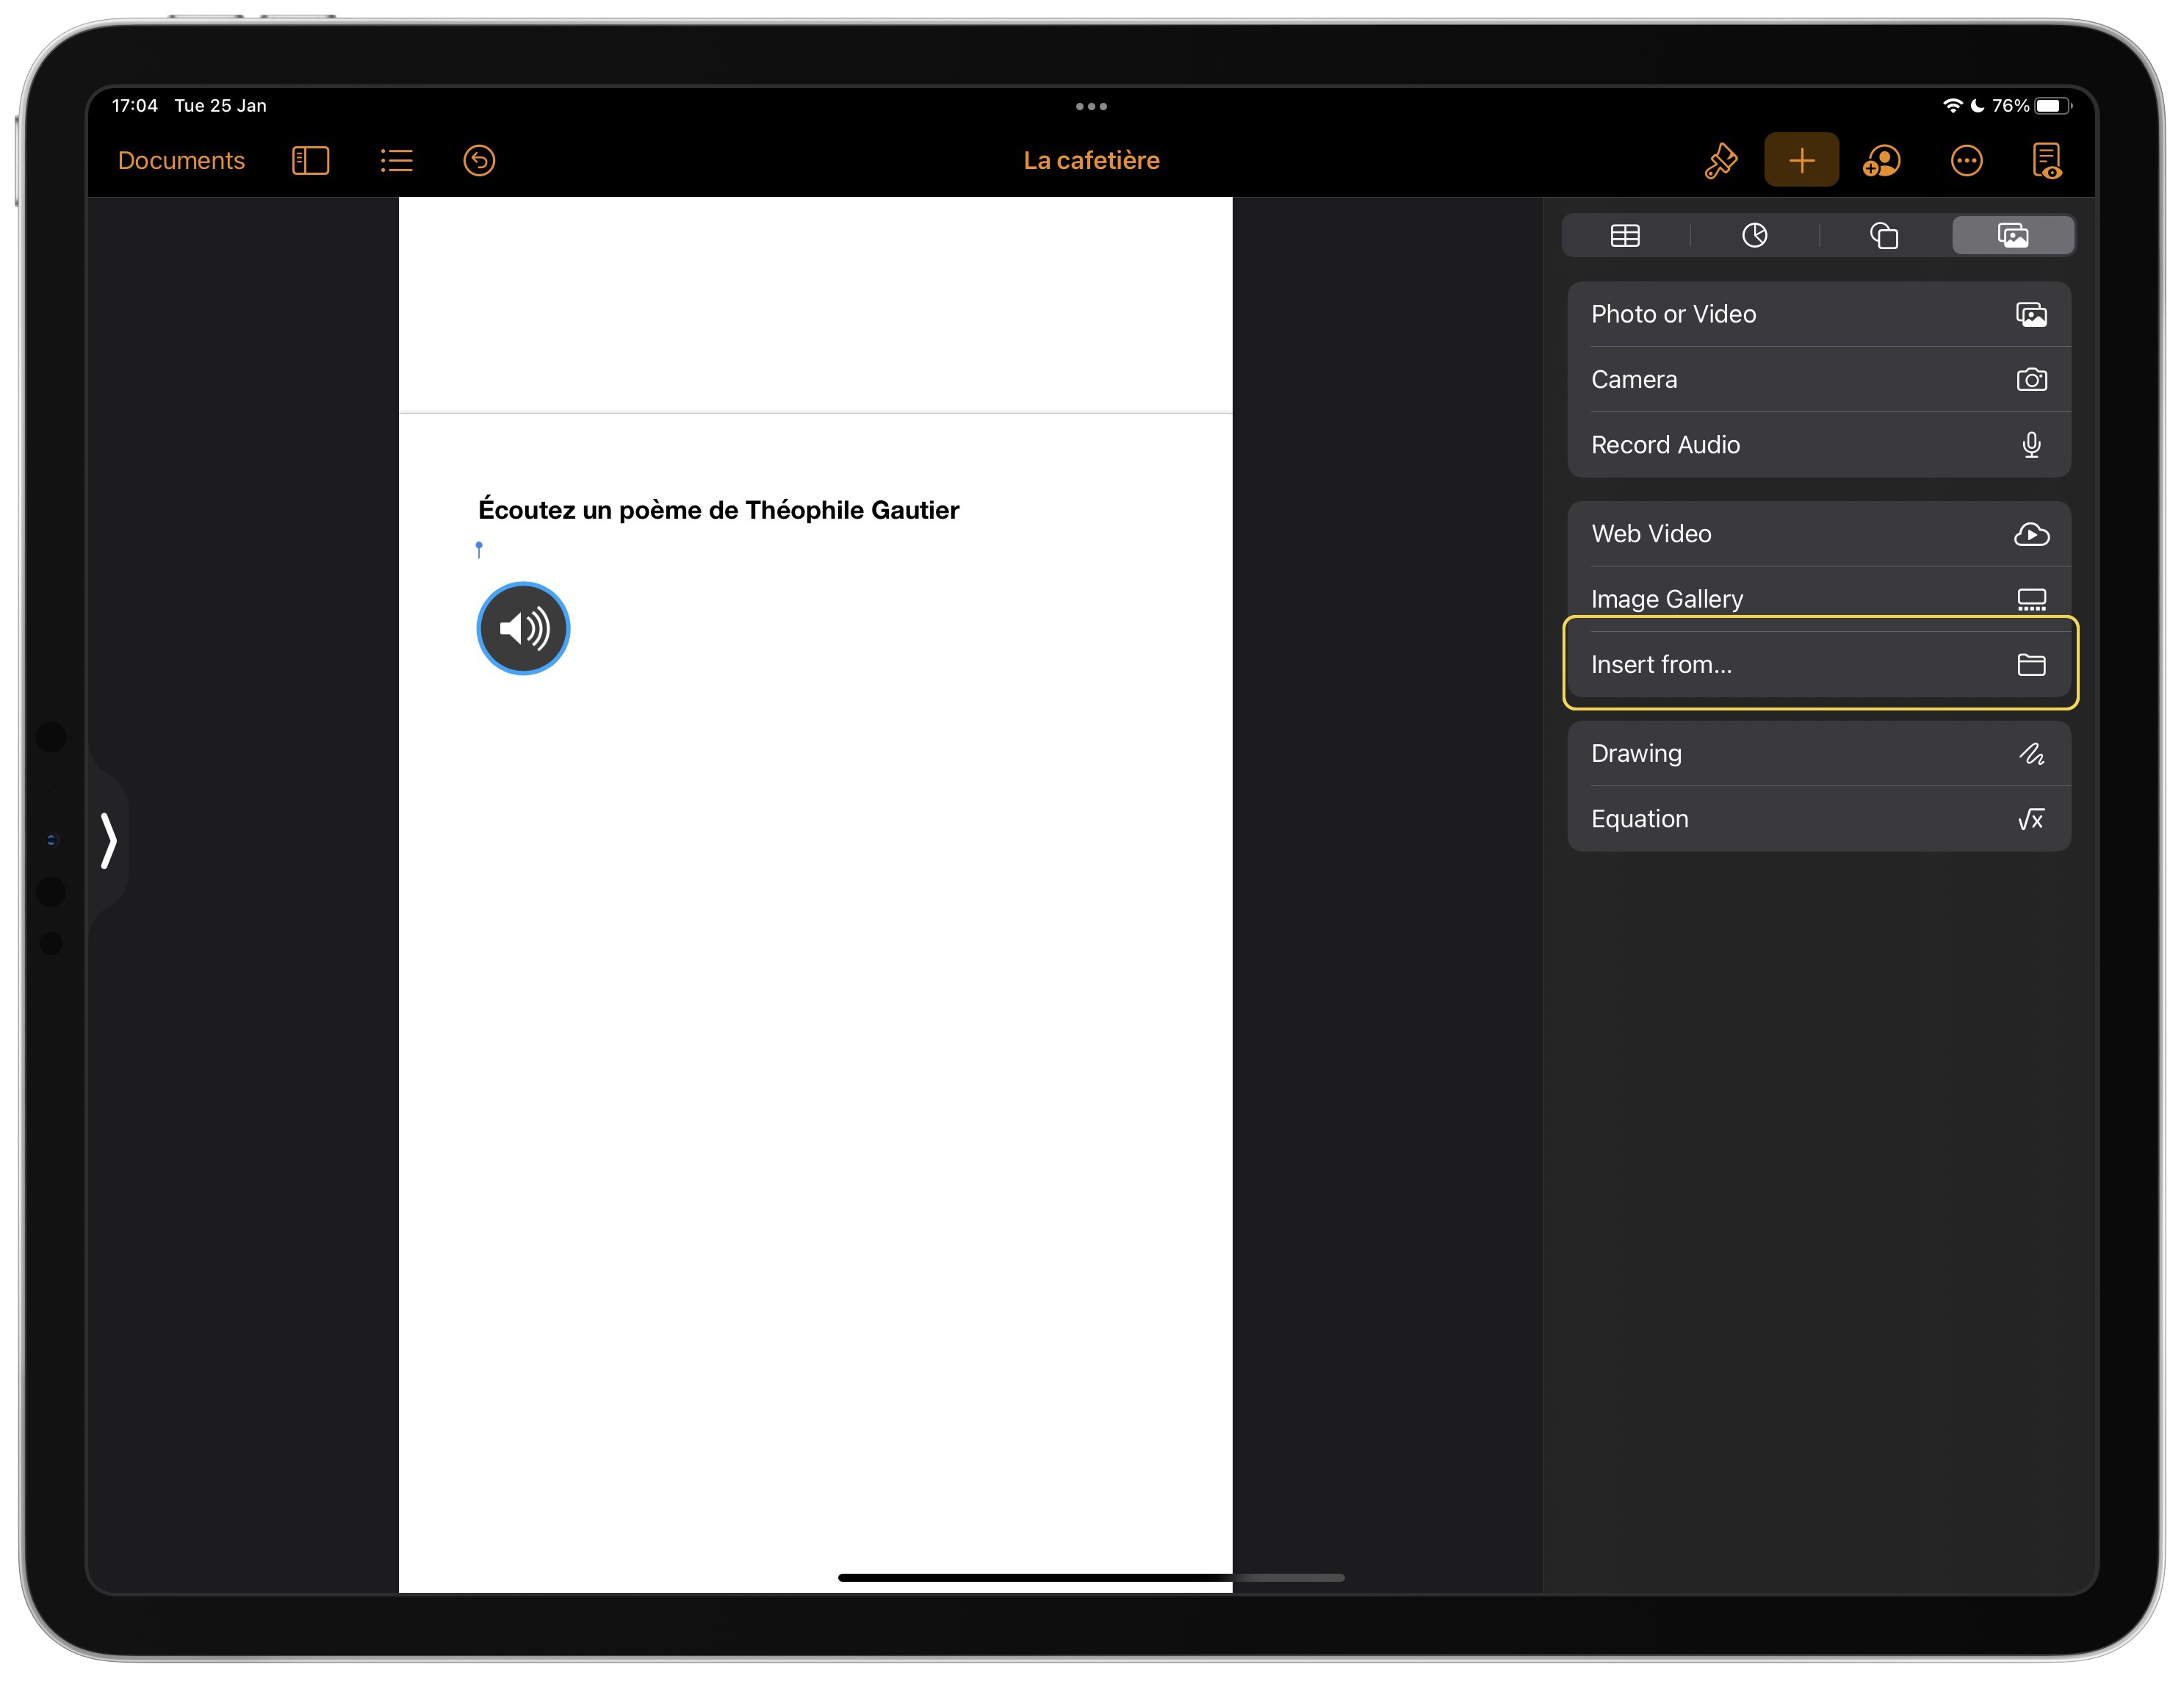 17:04 Tue 25 Jan
76%
Documents
La cafetière
Écoutez un poème de Théophile Gautier
Photo or Video
Camera
Record Audio
Web Video
Image Gallery
Insert from...
Drawing
Equation